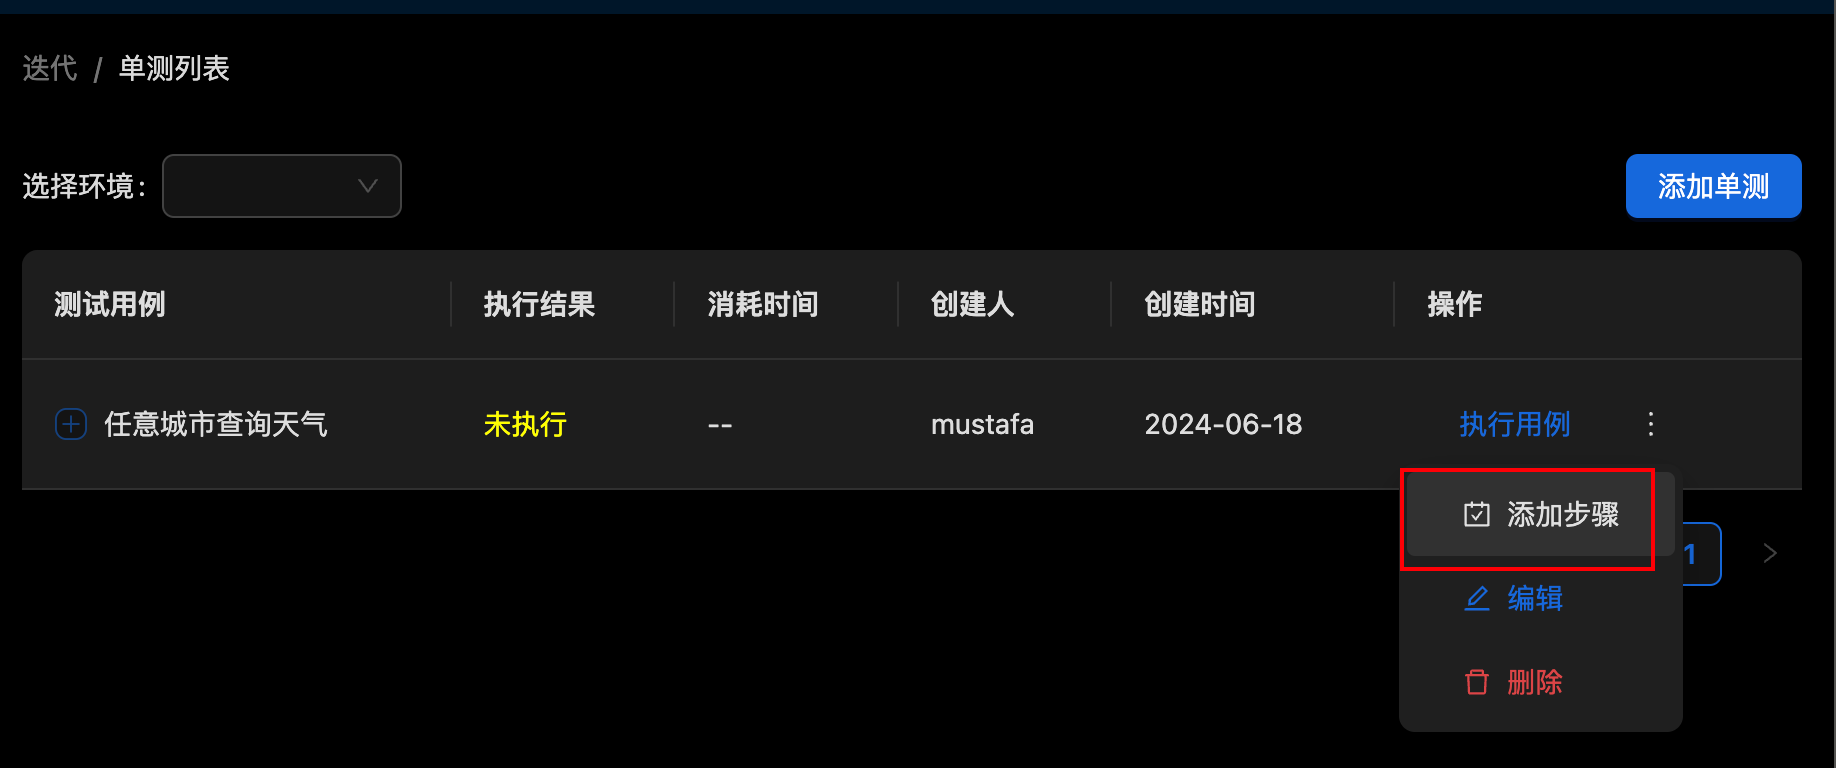 迭代 / 单测列表
选择环境:
添加单测
测试用例 执行结果 消耗时间 创建人 创建时间 操作
任意城市查询天气 未执行 -- mustafa 2024-06-18 执行用例
添加步骤
1
编辑
删除